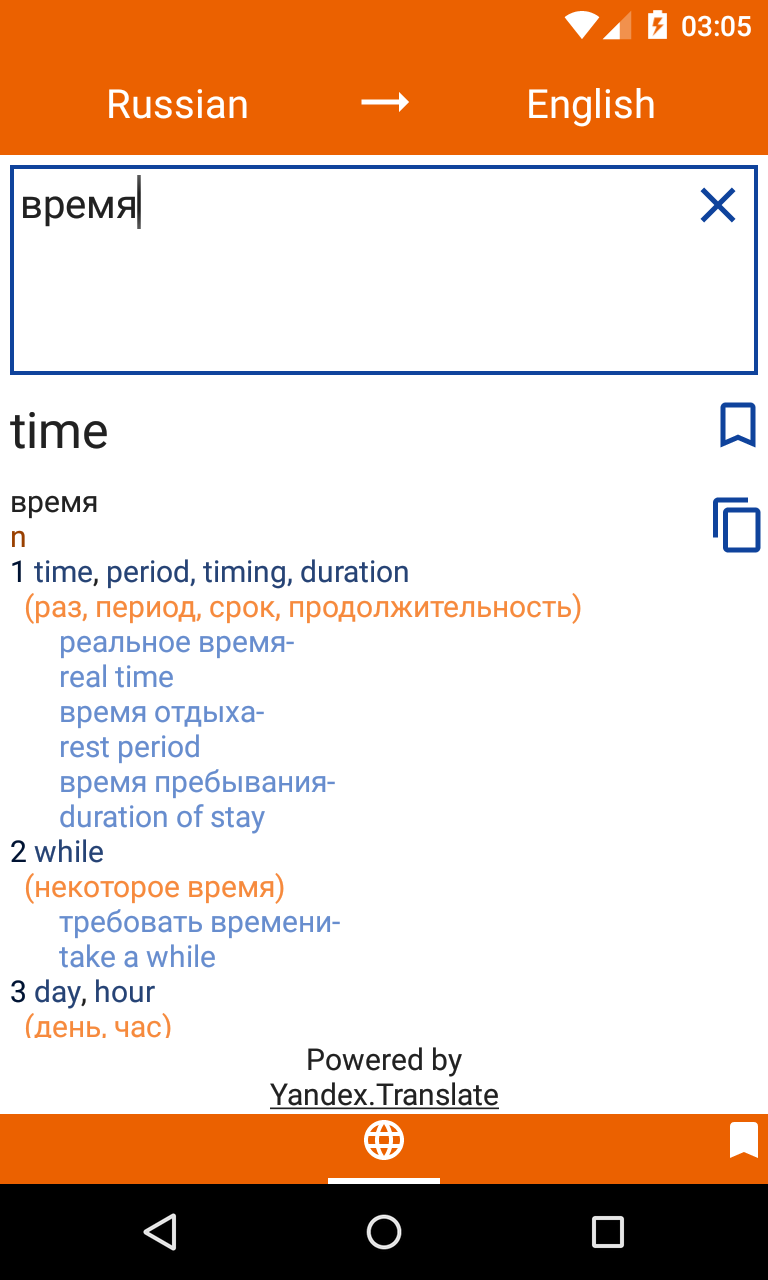 03:05
Russian English
время
time
время
n
1 time, period, timing, duration
(раз, период, срок, продолжительность)
реальное время-
real time
время отдыха-
rest period
время пребывания-
duration of stay
2 while
(некоторое время)
требовать времени-
take a while
3 day, hour
(день, час)
Powered by
Yandex.Translate